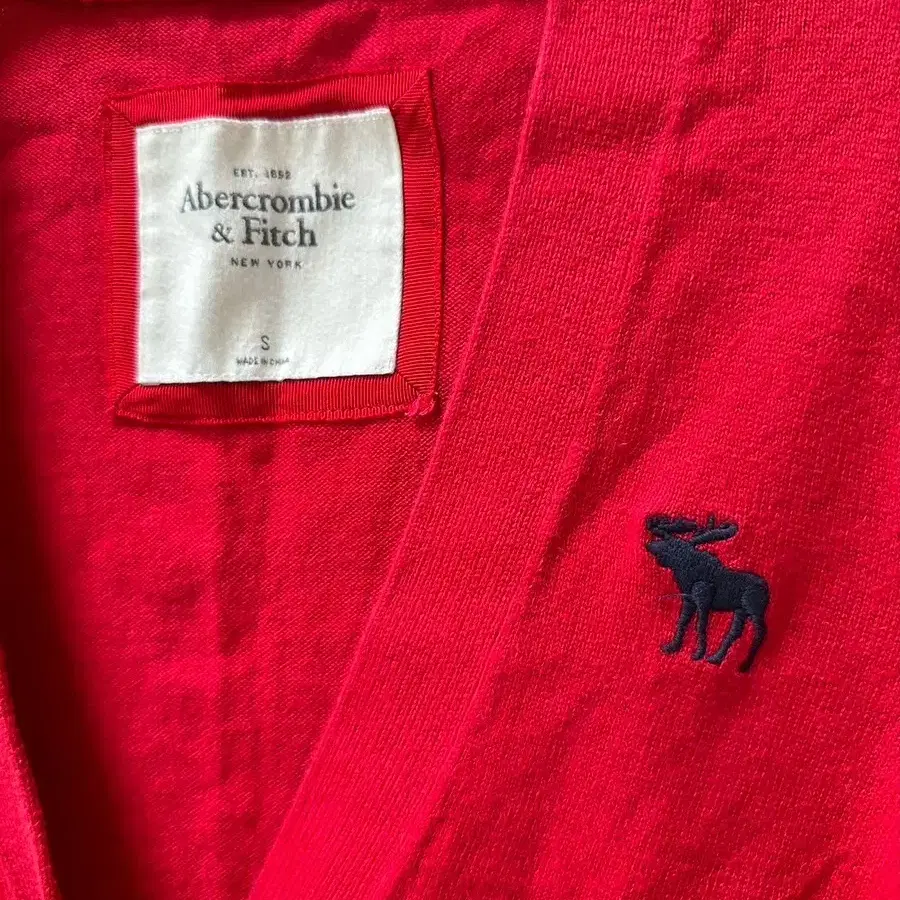 EST. 1892
Abercrombie
& Fitch
NEW YORK
S
MADE IN CHINA